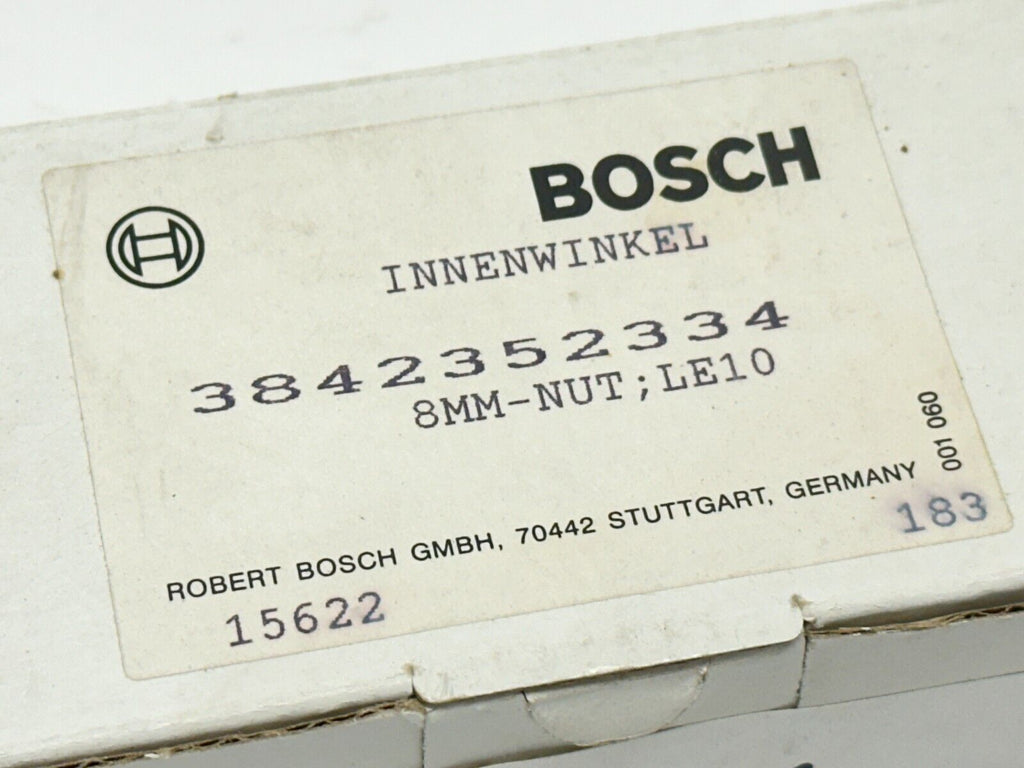 BOSCH
INNENWINKEL
3842352334
8MM-NUT;LE10
001 060
ROBERT BOSCH GMBH, 70442 STUTTGART, GERMANY
15622
183